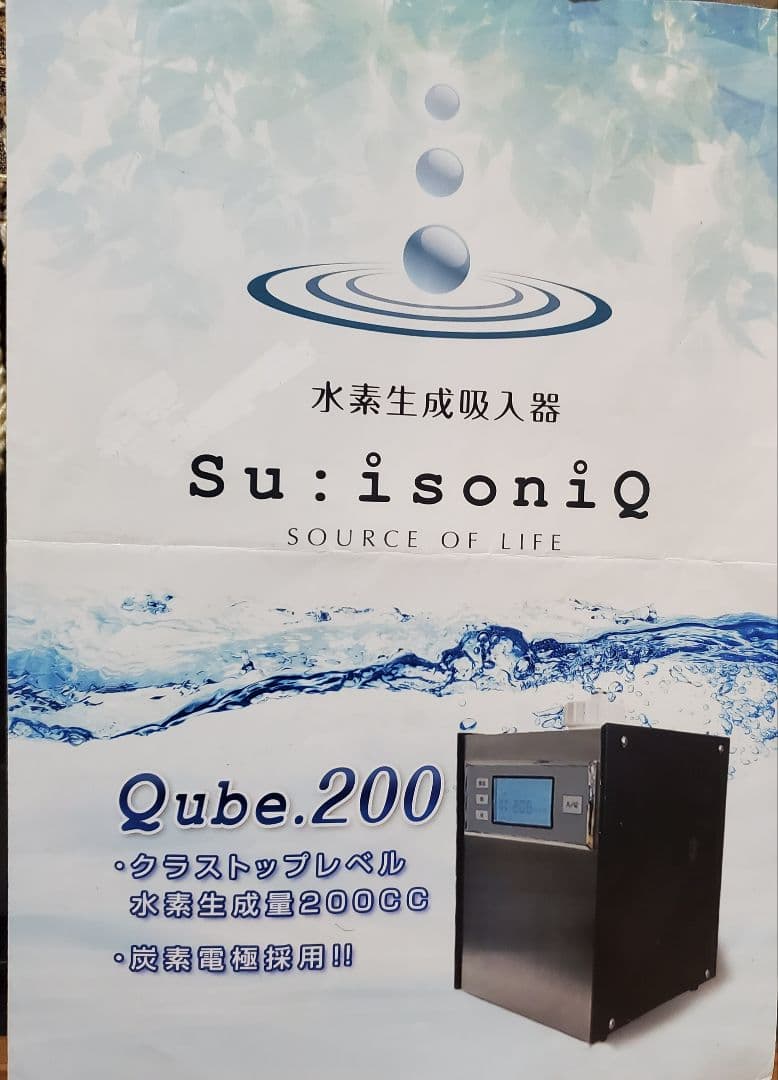 水素生成吸入器
Su:isoniQ
SOURCE OF LIFE
Qube.200
・クラストップレベル
水素生成量200CC
・炭素電極採用!!